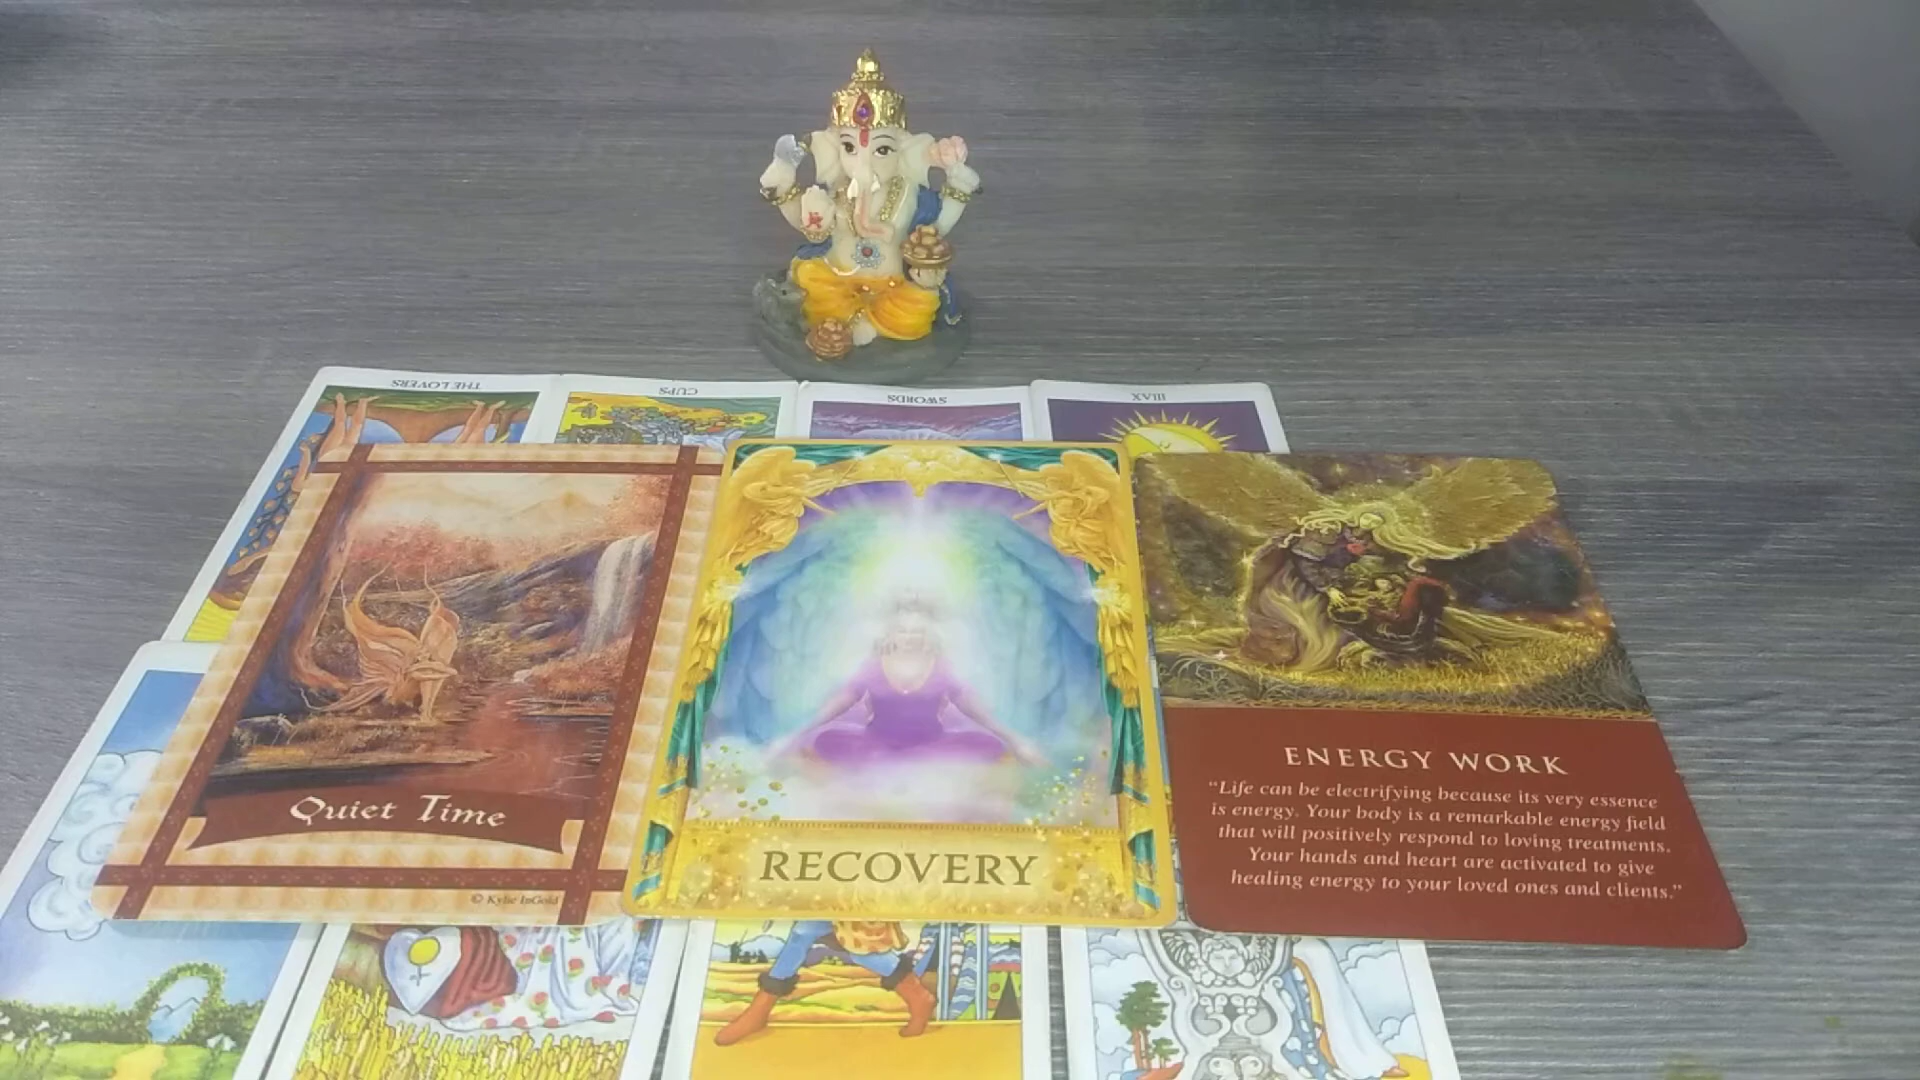 THE LOVERS
CUPS
SWORDS
XVIII
Quiet Time
© Kylie InGold
RECOVERY
ENERGY WORK
“Life can be electrifying because its very essence
is energy. Your body is a remarkable energy field
that will positively respond to loving treatments.
Your hands and heart are activated to give
healing energy to your loved ones and clients.”